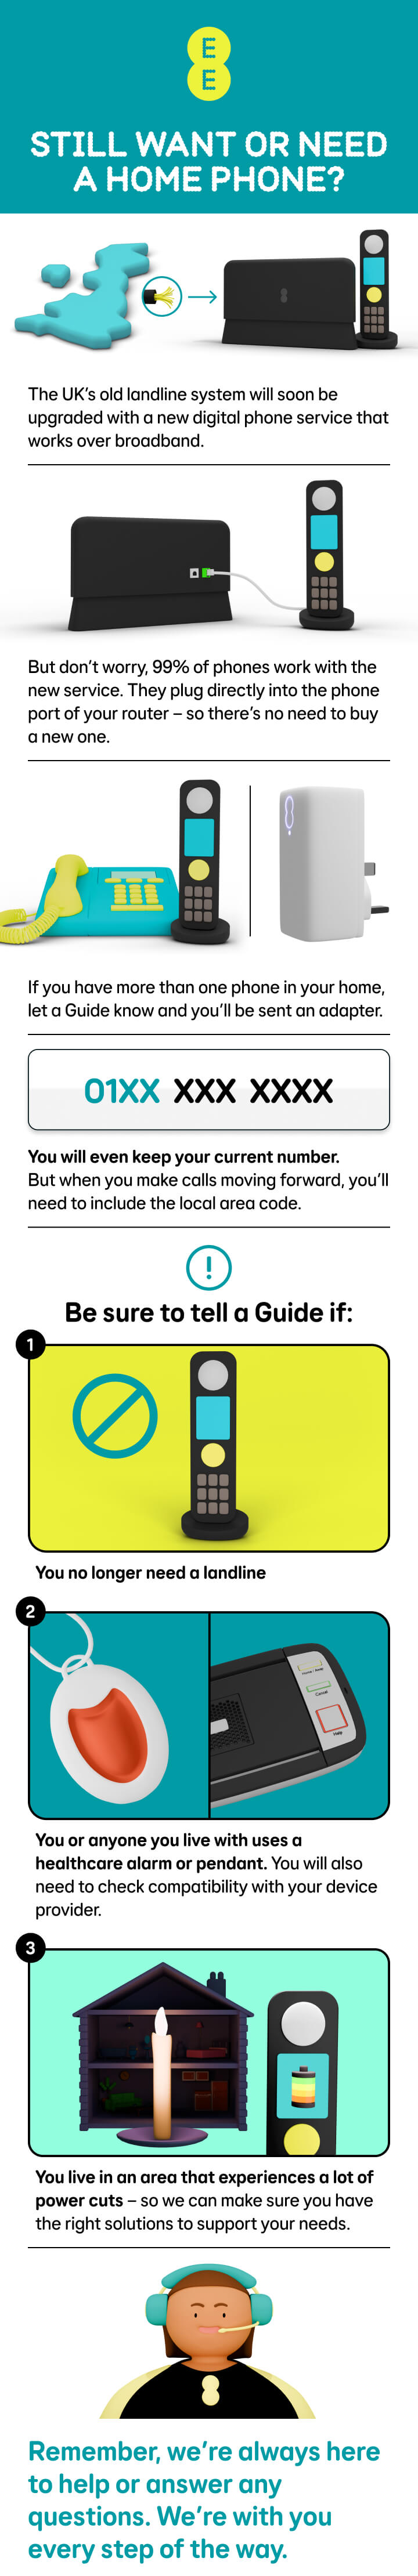 E
E
STILL WANT OR NEED
A HOME PHONE?
The UK's old landline system will soon be
upgraded with a new digital phone service that
works over broadband.
But don't worry, 99% of phones work with the
new service. They plug directly into the phone
port of your router – so there's no need to buy
a new one.
If you have more than one phone in your home,
let a Guide know and you'll be sent an adapter.
01XX XXX XXXX
You will even keep your current number.
But when you make calls moving forward, you'll
need to include the local area code.
!
Be sure to tell a Guide if:
1
You no longer need a landline
2
Cancel
Help
You or anyone you live with uses a
healthcare alarm or pendant. You will also
need to check compatibility with your device
provider.
3
You live in an area that experiences a lot of
power cuts – so we can make sure you have
the right solutions to support your needs.
Remember, we're always here
to help or answer any
questions. We're with you
every step of the way.